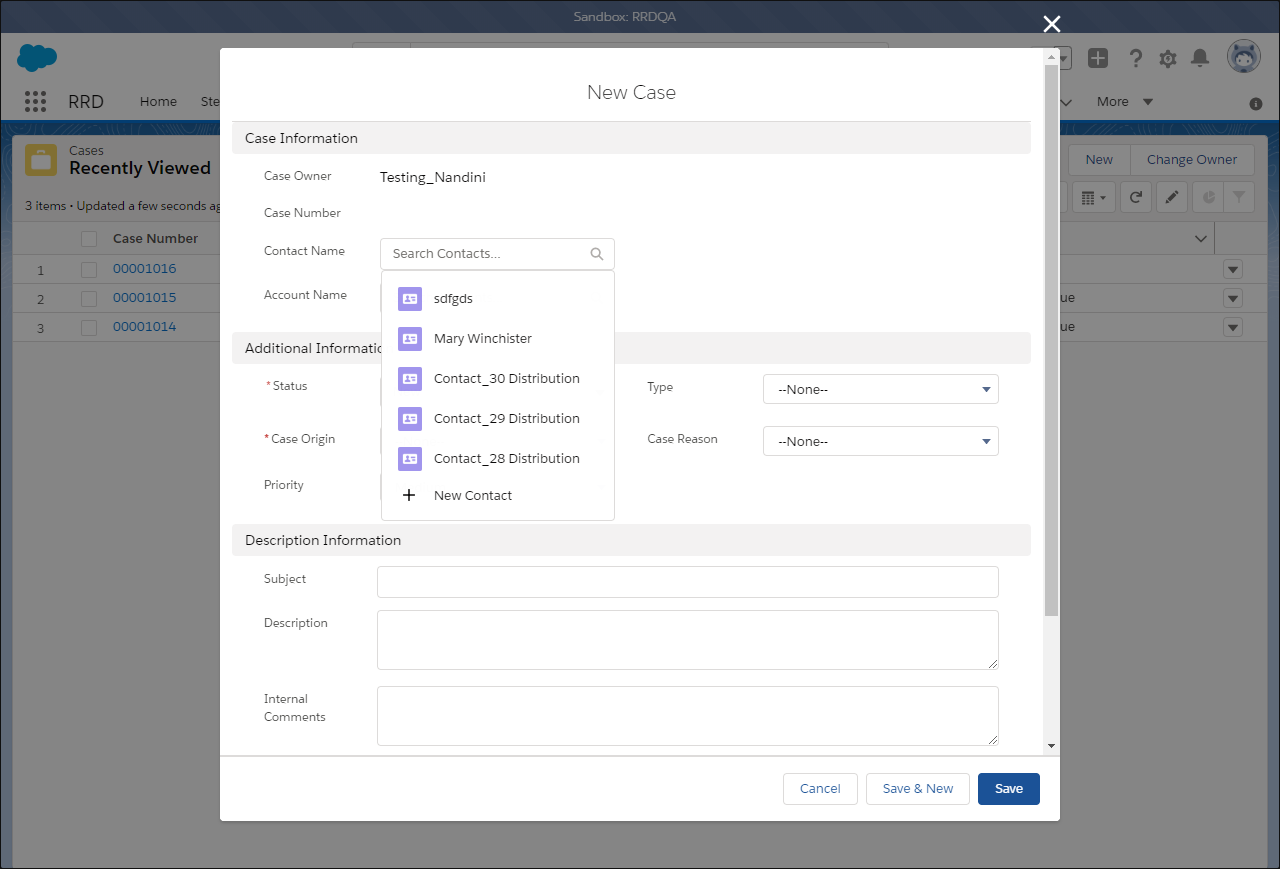 Sandbox: RRDQA
RRD Home Ste More
Cases
Recently Viewed
New Change Owner
3 items • Updated a few seconds ag
Case Number
1 00001016
2 00001015 ue
3 00001014 ue
New Case
Case Information
Case Owner Testing_Nandini
Case Number
Contact Name Search Contacts...
Account Name
sdfgds
Mary Winchister
Contact_30 Distribution
Contact_29 Distribution
Contact_28 Distribution
New Contact
Additional Informatio
*Status
Type --None--
*Case Origin
Case Reason --None--
Priority
Description Information
Subject
Description
Internal
Comments
Cancel Save & New Save